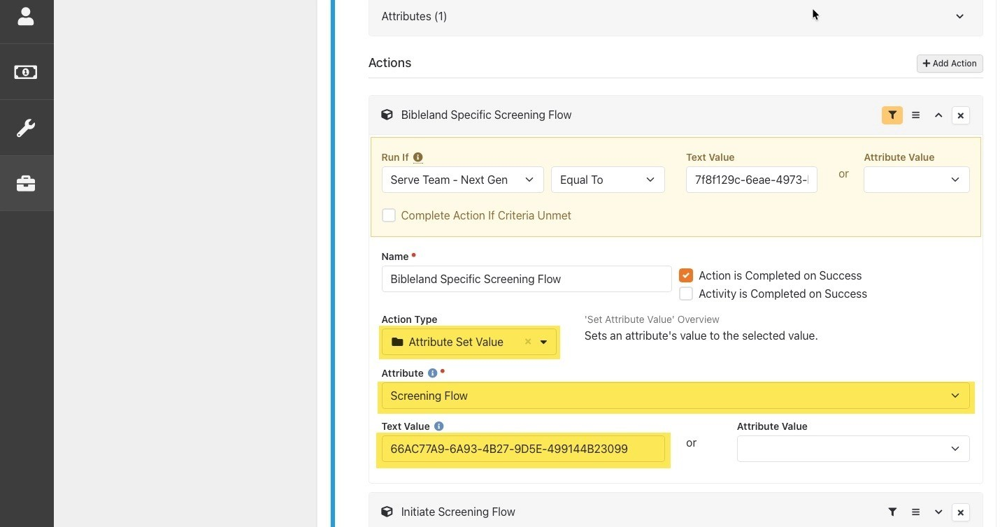 Attributes (1)
Actions
Add Action
Bibleland Specific Screening Flow
Run If
Text Value
Attribute Value
Serve Team - Next Gen
Equal To
7f8f129c-6eae-4973-
or
Complete Action If Criteria Unmet
Name
Bibleland Specific Screening Flow
Action is Completed on Success
Activity is Completed on Success
Action Type
'Set Attribute Value' Overview
Attribute Set Value
Sets an attribute's value to the selected value.
Attribute
Screening Flow
Text Value
Attribute Value
66AC77A9-6A93-4B27-9D5E-499144B23099
or
Initiate Screening Flow